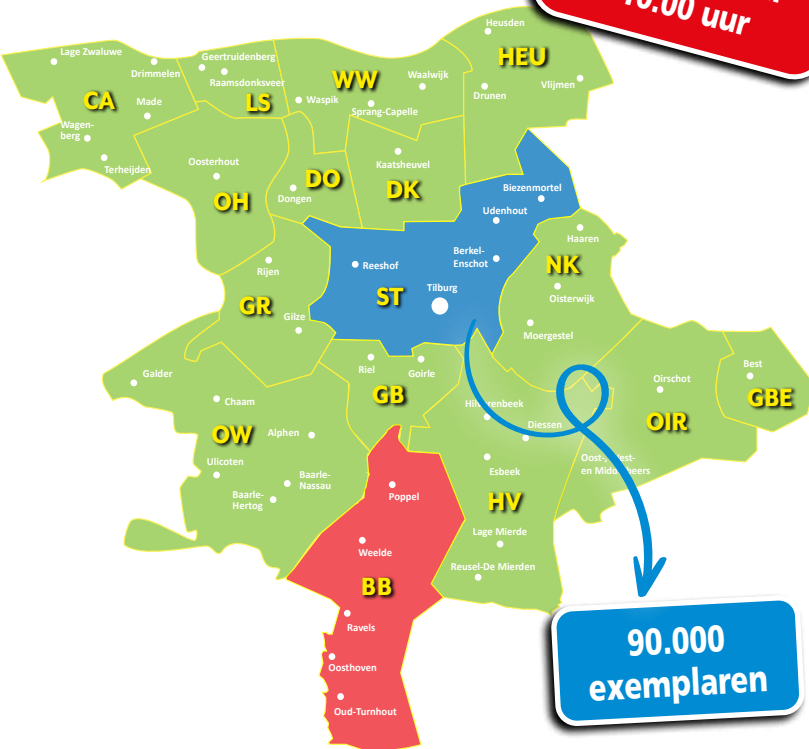 10.00 uur
Heusden
HEU
Vlijmen
Drunen
Lage Zwaluwe
Drimmelen
CA
Made
Wagen-
berg
Terheijden
Geertruidenberg
Raamsdonksveer
LS
WW
Waalwijk
Waspik
Sprang-Capelle
Oosterhout
OH
DO
Dongen
Kaatsheuvel
DK
Biezenmortel
Udenhout
Berkel-
Enschot
Reeshof
Tilburg
ST
Haaren
NK
Oisterwijk
Moergestel
Rijen
GR
Gilze
Riel
Goirle
GB
Galder
Chaam
OW
Alphen
Ulicoten
Baarle-
Nassau
Baarle-
Hertog
Oirschot
OIR
Best
GBE
Hilvarenbeek
Diessen
Esbeek
HV
Lage Mierde
Reusel-De Mierden
en Middelbeers
Poppel
Weelde
BB
Ravels
Oosthoven
Oud-Turnhout
90.000
exemplaren